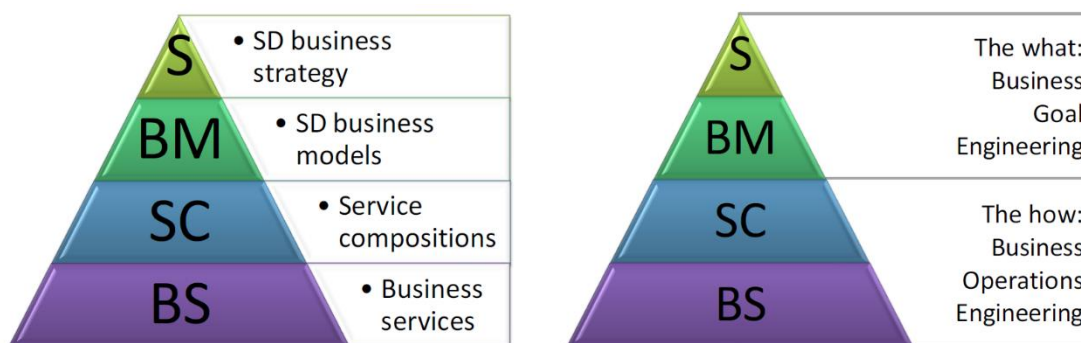 S
• SD business
strategy
BM
• SD business
models
SC
• Service
compositions
BS
• Business
services
S
BM
The what:
Business
Goal
Engineering
SC
BS
The how:
Business
Operations
Engineering